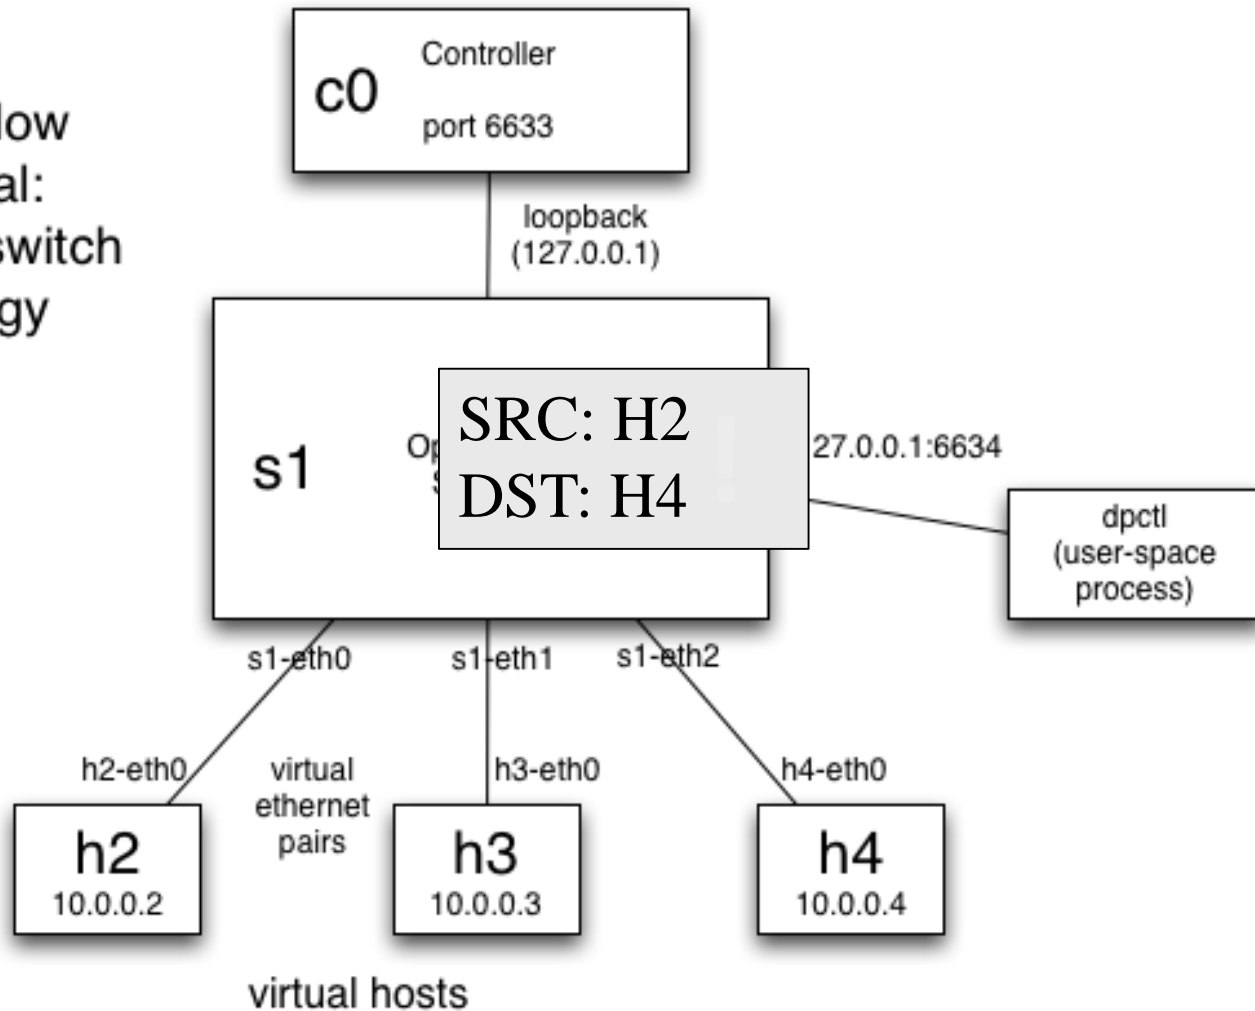 Controller
c0
port 6633
low
al:
switch
gy
loopback
(127.0.0.1)
s1
Op
SRC: H2
DST: H4
27.0.0.1:6634
dpctl
(user-space
process)
s1-eth0
s1-eth1
s1-eth2
h2-eth0
virtual
ethernet
pairs
h3-eth0
h4-eth0
h2
10.0.0.2
h3
10.0.0.3
h4
10.0.0.4
virtual hosts